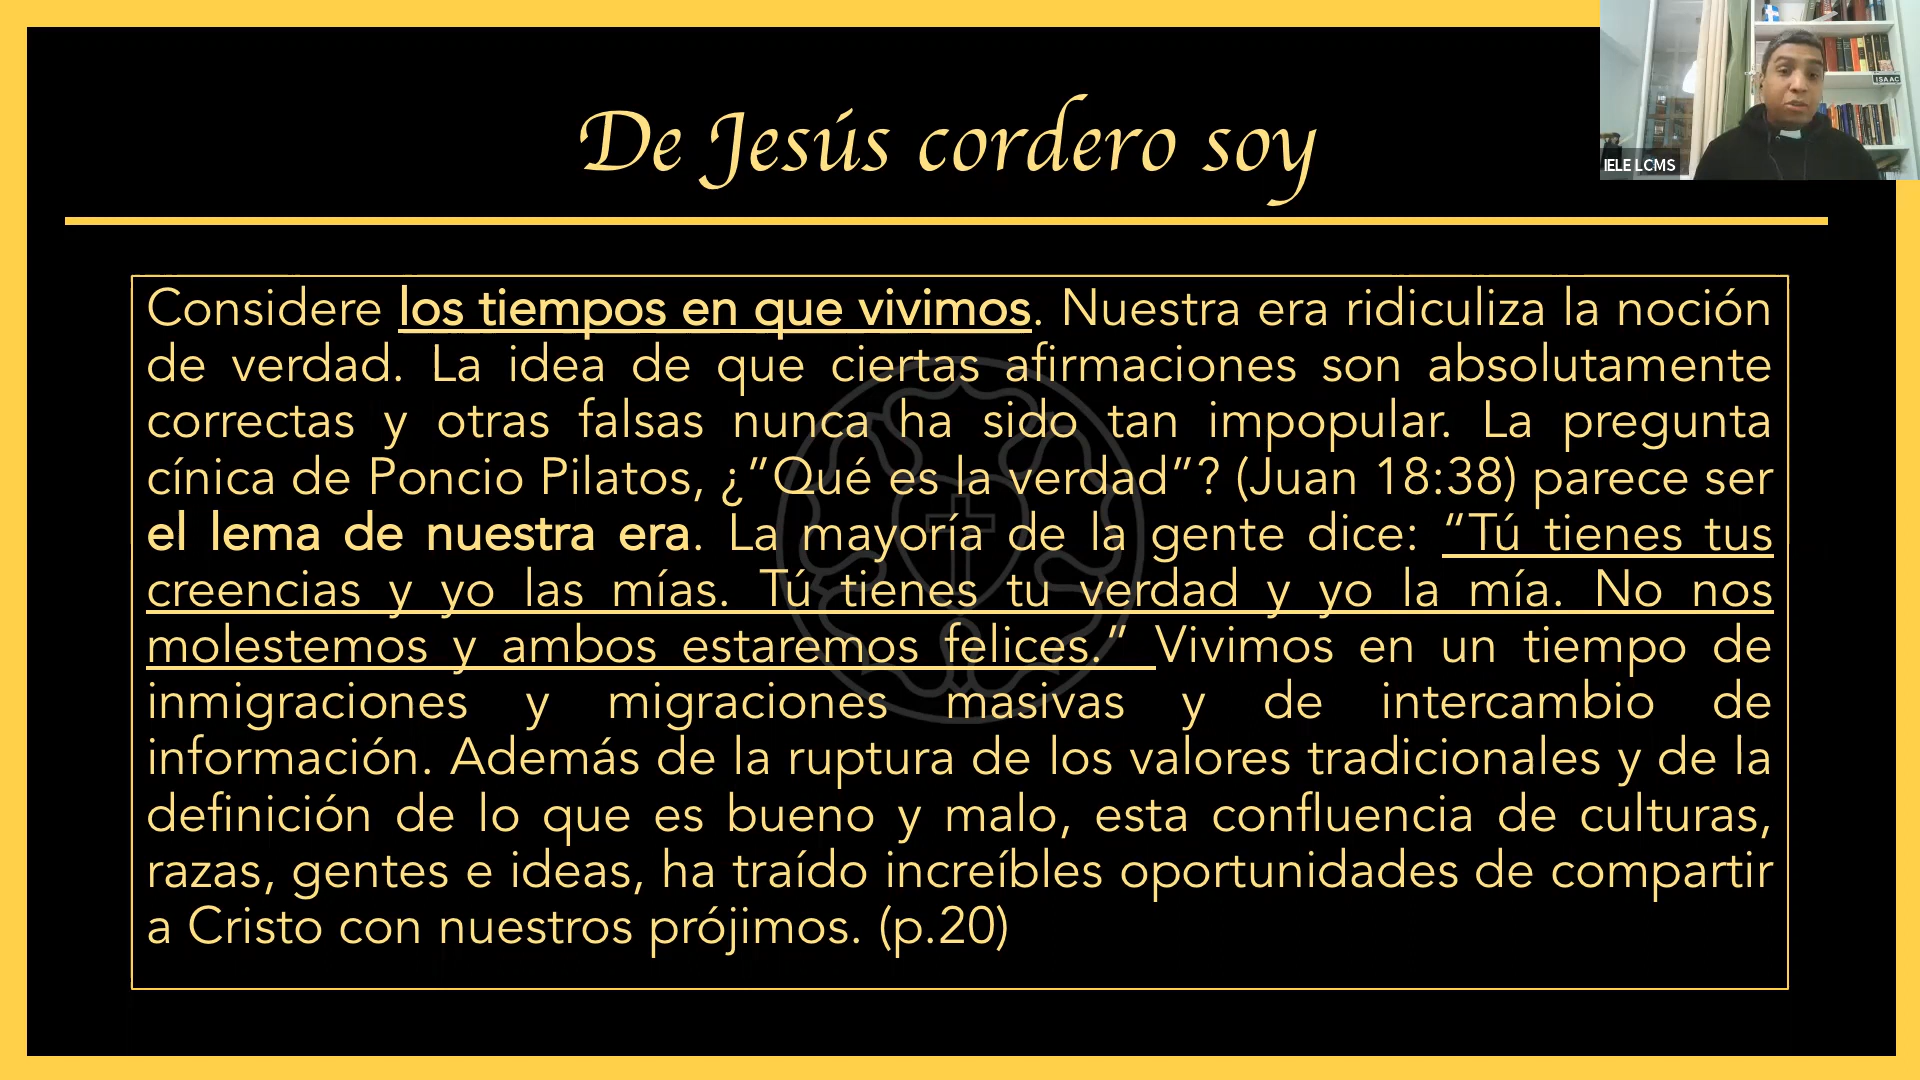 De Jesús cordero soy
ISAAC
IELE LCMS
Considere los tiempos en que vivimos. Nuestra era ridiculiza la noción
de verdad. La idea de que ciertas afirmaciones son absolutamente
correctas y otras falsas nunca ha sido tan impopular. La pregunta
cínica de Poncio Pilatos, ¿”Qué es la verdad”? (Juan 18:38) parece ser
el lema de nuestra era. La mayoría de la gente dice: “Tú tienes tus
creencias y yo las mías. Tú tienes tu verdad y yo la mía. No nos
molestemos y ambos estaremos felices.” Vivimos en un tiempo de
inmigraciones y migraciones masivas y de intercambio de
información. Además de la ruptura de los valores tradicionales y de la
definición de lo que es bueno y malo, esta confluencia de culturas,
razas, gentes e ideas, ha traído increíbles oportunidades de compartir
a Cristo con nuestros prójimos. (p.20)